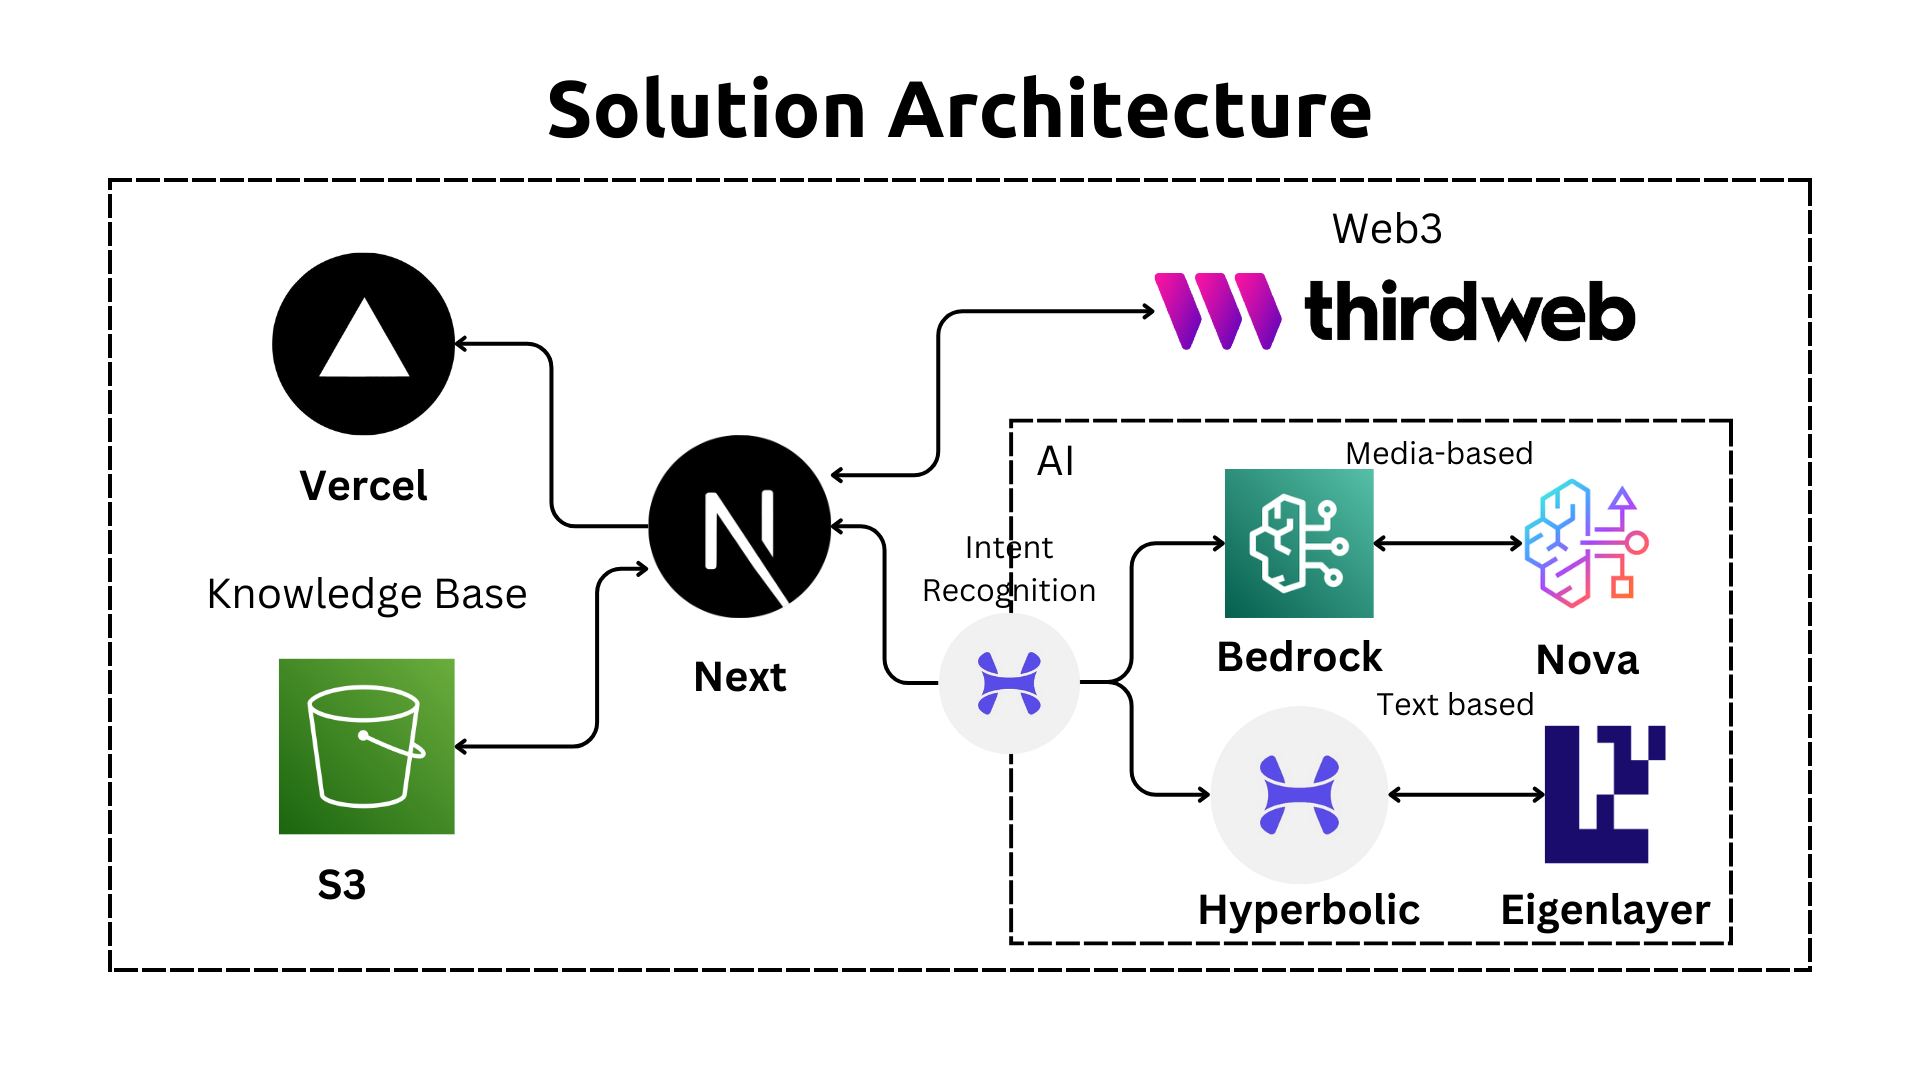 Solution Architecture
Web3
thirdweb
Vercel
Knowledge Base
S3
Next
AI
Intent
Recognition
Media-based
Bedrock
Nova
Text based
Hyperbolic
Eigenlayer